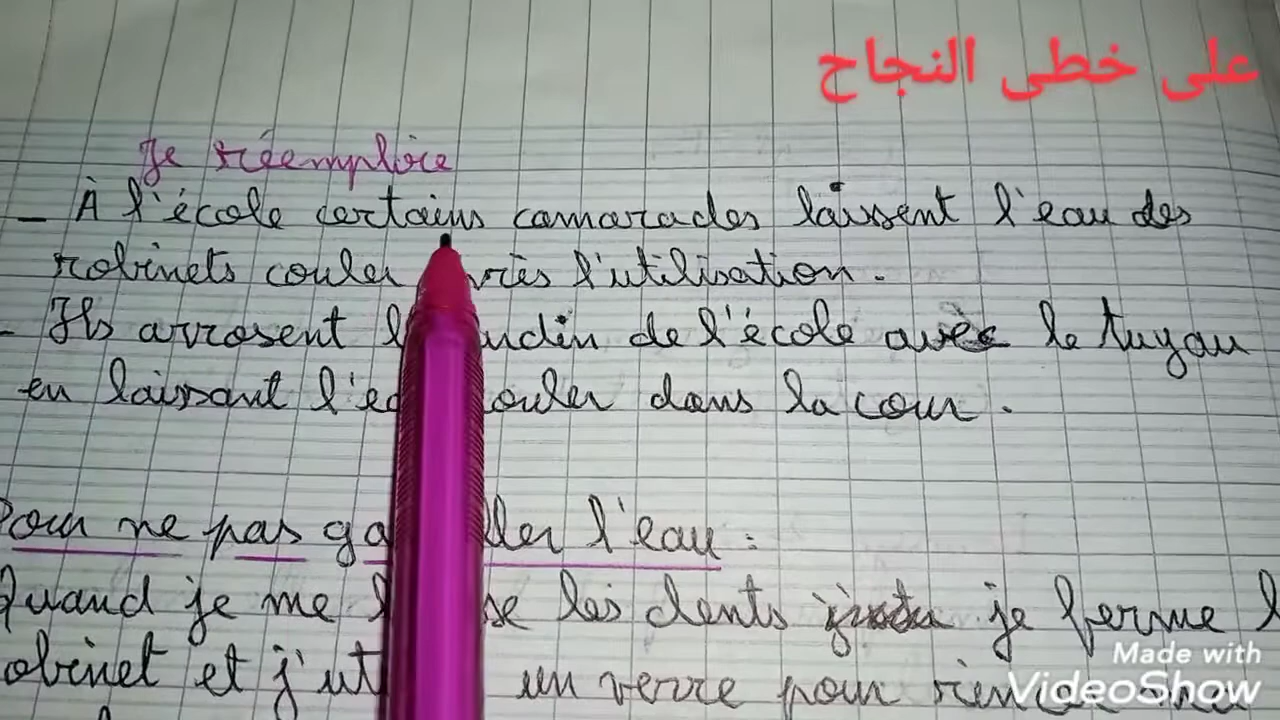 على خطى النجاح
Je réemploie
- À l'école certains camarades laissent l'eau des
robinets couler l'utilisation.
- Ils arrosent de l'école avec le tuyau
en laissant dans la cour.
Pour ne pas l'eau :
Quand je me les dents je ferme
et un verre pour
Made with
VideoShow